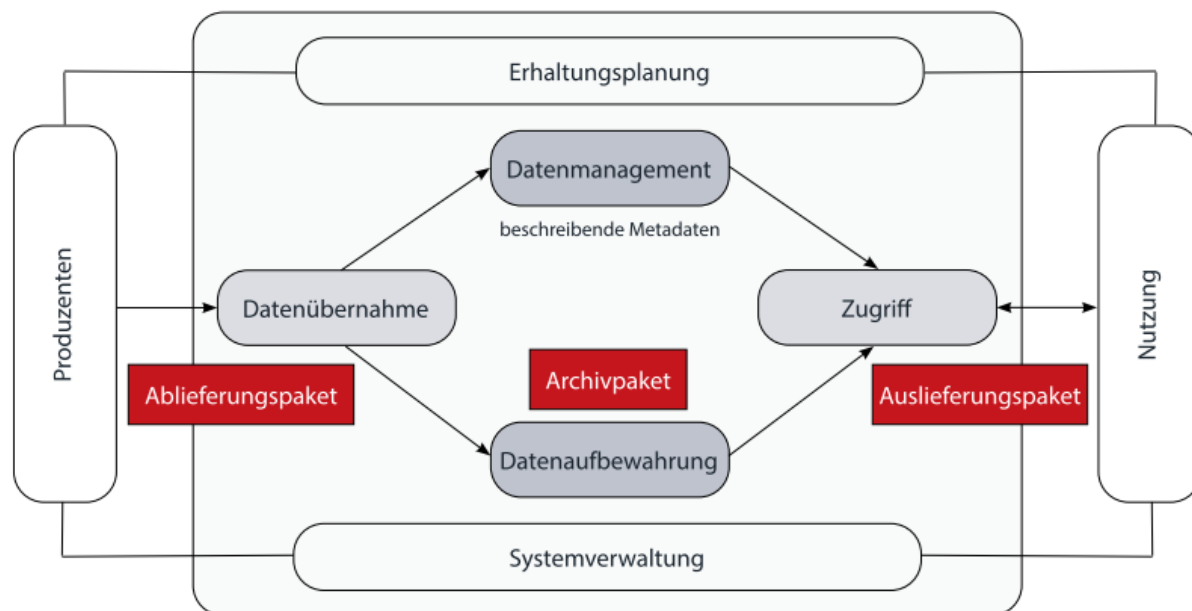 Erhaltungsplanung
Datenmanagement
beschreibende Metadaten
Produzenten
Datenübernahme
Zugriff
Nutzung
Ablieferungspaket
Archivpaket
Auslieferungspaket
Datenaufbewahrung
Systemverwaltung